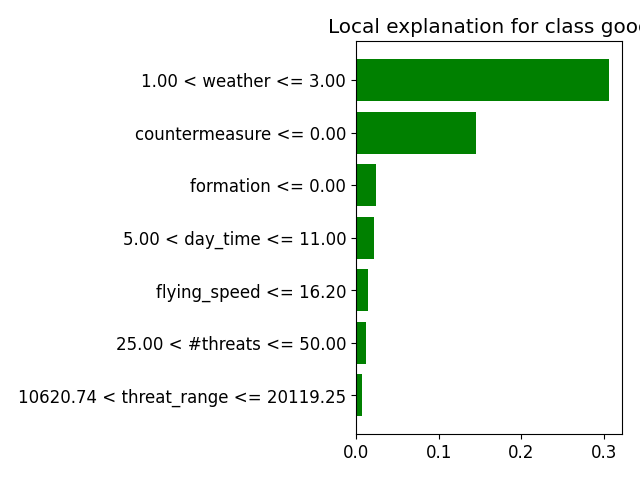 Local explanation for class good
1.00 < weather <= 3.00
countermeasure <= 0.00
formation <= 0.00
5.00 < day_time <= 11.00
flying_speed <= 16.20
25.00 < #threats <= 50.00
10620.74 < threat_range <= 20119.25
0.0 0.1 0.2 0.3